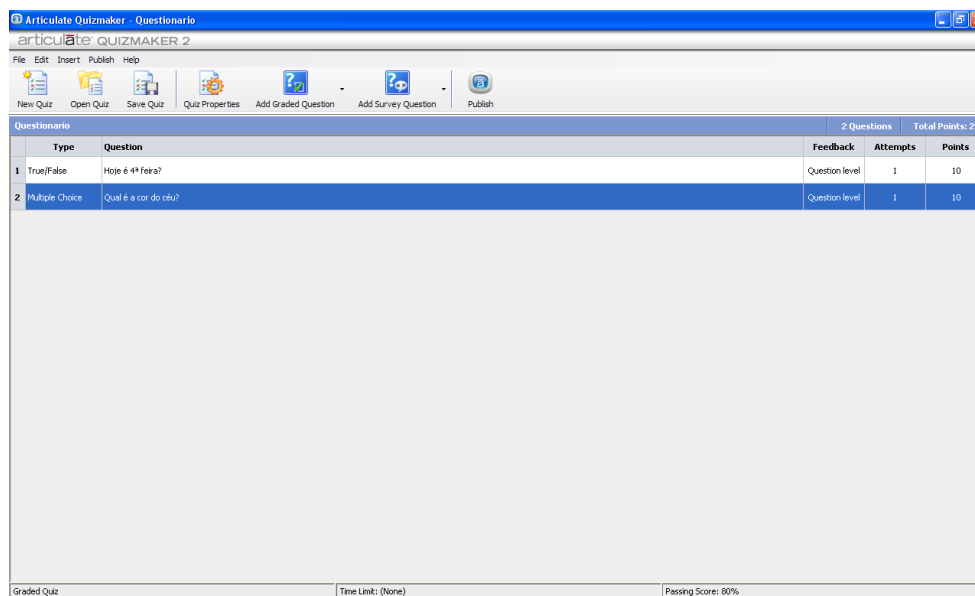 Articulate Quizmaker - Questionario
articulate QUIZMAKER 2
File Edit Insert Publish Help
New Quiz Open Quiz Save Quiz Quiz Properties Add Graded Question Add Survey Question Publish
Questionario 2 Questions Total Points: 2
Type Question Feedback Attempts Points
1 True/False Hoje é 4ª feira? Question level 1 10
2 Multiple Choice Qual é a cor do céu? Question level 1 10
Graded Quiz Time Limit: (None) Passing Score: 80%